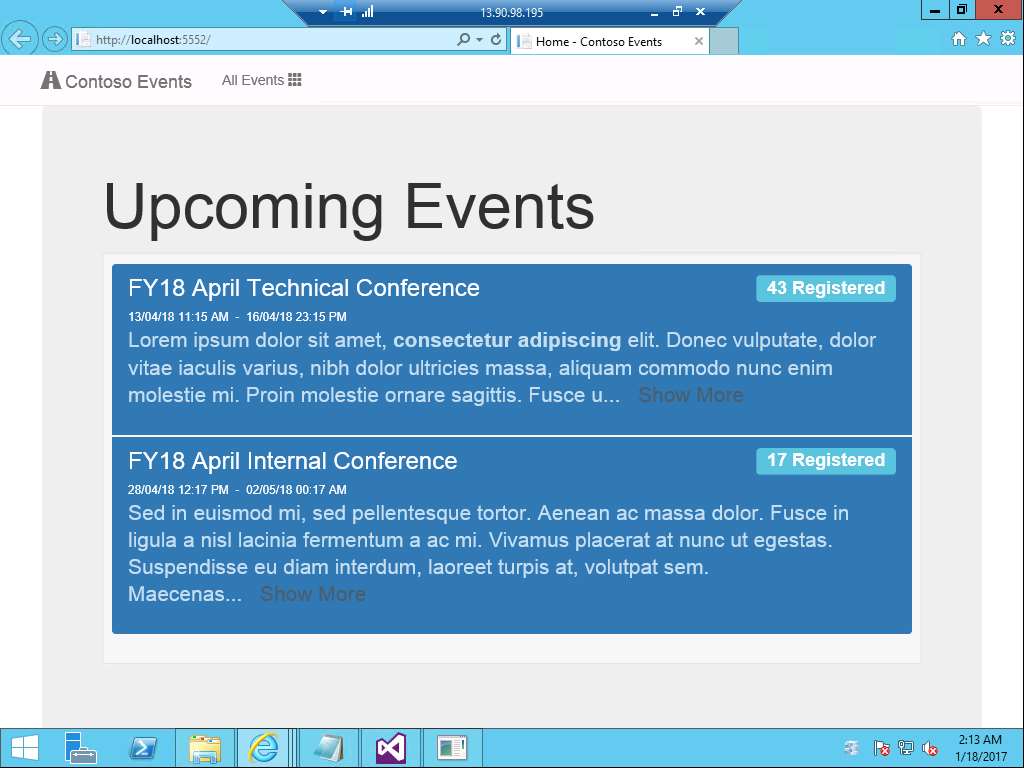 13.90.98.195
http://localhost:5552/
Home - Contoso Events
Contoso Events
All Events
Upcoming Events
FY18 April Technical Conference
43 Registered
13/04/18 11:15 AM - 16/04/18 23:15 PM
Lorem ipsum dolor sit amet, consectetur adipiscing elit. Donec vulputate, dolor
vitae iaculis varius, nibh dolor ultricies massa, aliquam commodo nunc enim
molestie mi. Proin molestie ornare sagittis. Fusce u... Show More
FY18 April Internal Conference
17 Registered
28/04/18 12:17 PM - 02/05/18 00:17 AM
Sed in euismod mi, sed pellentesque tortor. Aenean ac massa dolor. Fusce in
ligula a nisl lacinia fermentum a ac mi. Vivamus placerat at nunc ut egestas.
Suspendisse eu diam interdum, laoreet turpis at, volutpat sem.
Maecenas... Show More
2:13 AM
1/18/2017